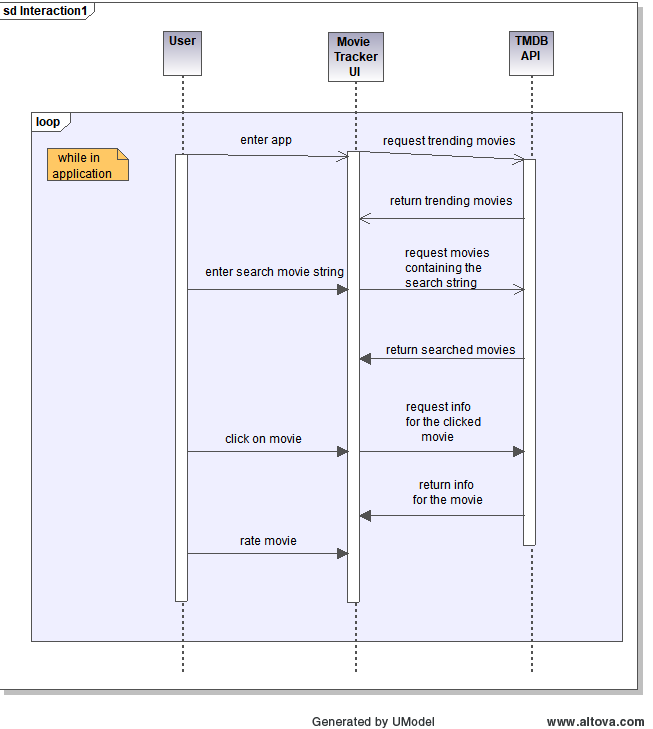 sd Interaction1
User
Movie
Tracker
UI
TMDB
API
loop
while in
application
enter app
request trending movies
return trending movies
enter search movie string
request movies
containing the
search string
return searched movies
request info
for the clicked
movie
click on movie
return info
for the movie
rate movie
Generated by UModel
www.altova.com